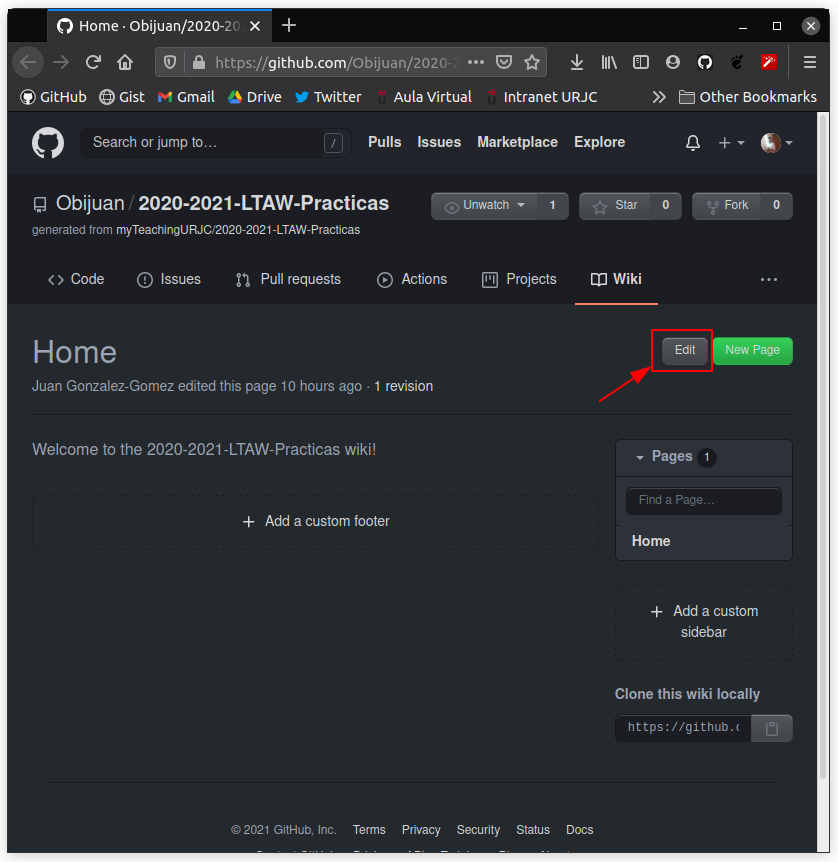 Home · Obijuan/2020-20
https://github.com/Obijuan/2020-2
GitHub Gist Gmail Drive Twitter Aula Virtual Intranet URJC Other Bookmarks
Search or jump to… / Pulls Issues Marketplace Explore
Obijuan / 2020-2021-LTAW-Practicas Unwatch 1 Star 0 Fork 0
generated from myTeachingURJC/2020-2021-LTAW-Practicas
Code Issues Pull requests Actions Projects Wiki
Home Edit New Page
Juan Gonzalez-Gomez edited this page 10 hours ago · 1 revision
Welcome to the 2020-2021-LTAW-Practicas wiki!
Add a custom footer
Pages 1
Find a Page…
Home
Add a custom
sidebar
Clone this wiki locally
https://github.c
© 2021 GitHub, Inc. Terms Privacy Security Status Docs